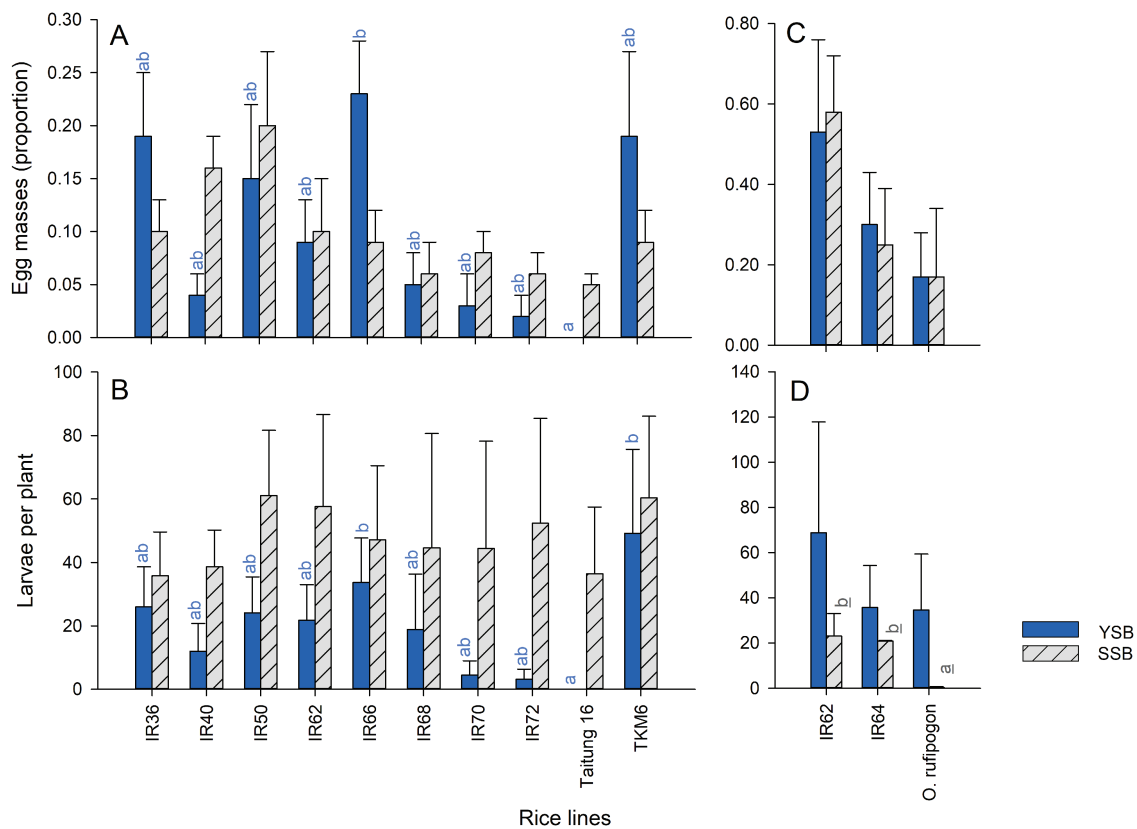 A
Egg masses (proportion)
0.30
0.25
0.20
0.15
0.10
0.05
0.00
ab
ab
ab
ab
b
ab
ab
ab
a
ab
C
0.80
0.60
0.40
0.20
0.00
B
Larvae per plant
100
80
60
40
20
0
ab
ab
ab
ab
b
ab
ab
ab
a
b
IR36
IR40
IR50
IR62
IR66
IR68
IR70
IR72
Taitung 16
TKM6
D
140
120
100
80
60
40
20
0
b
b
a
IR62
IR64
O. rufipogon
YSB
SSB
Rice lines